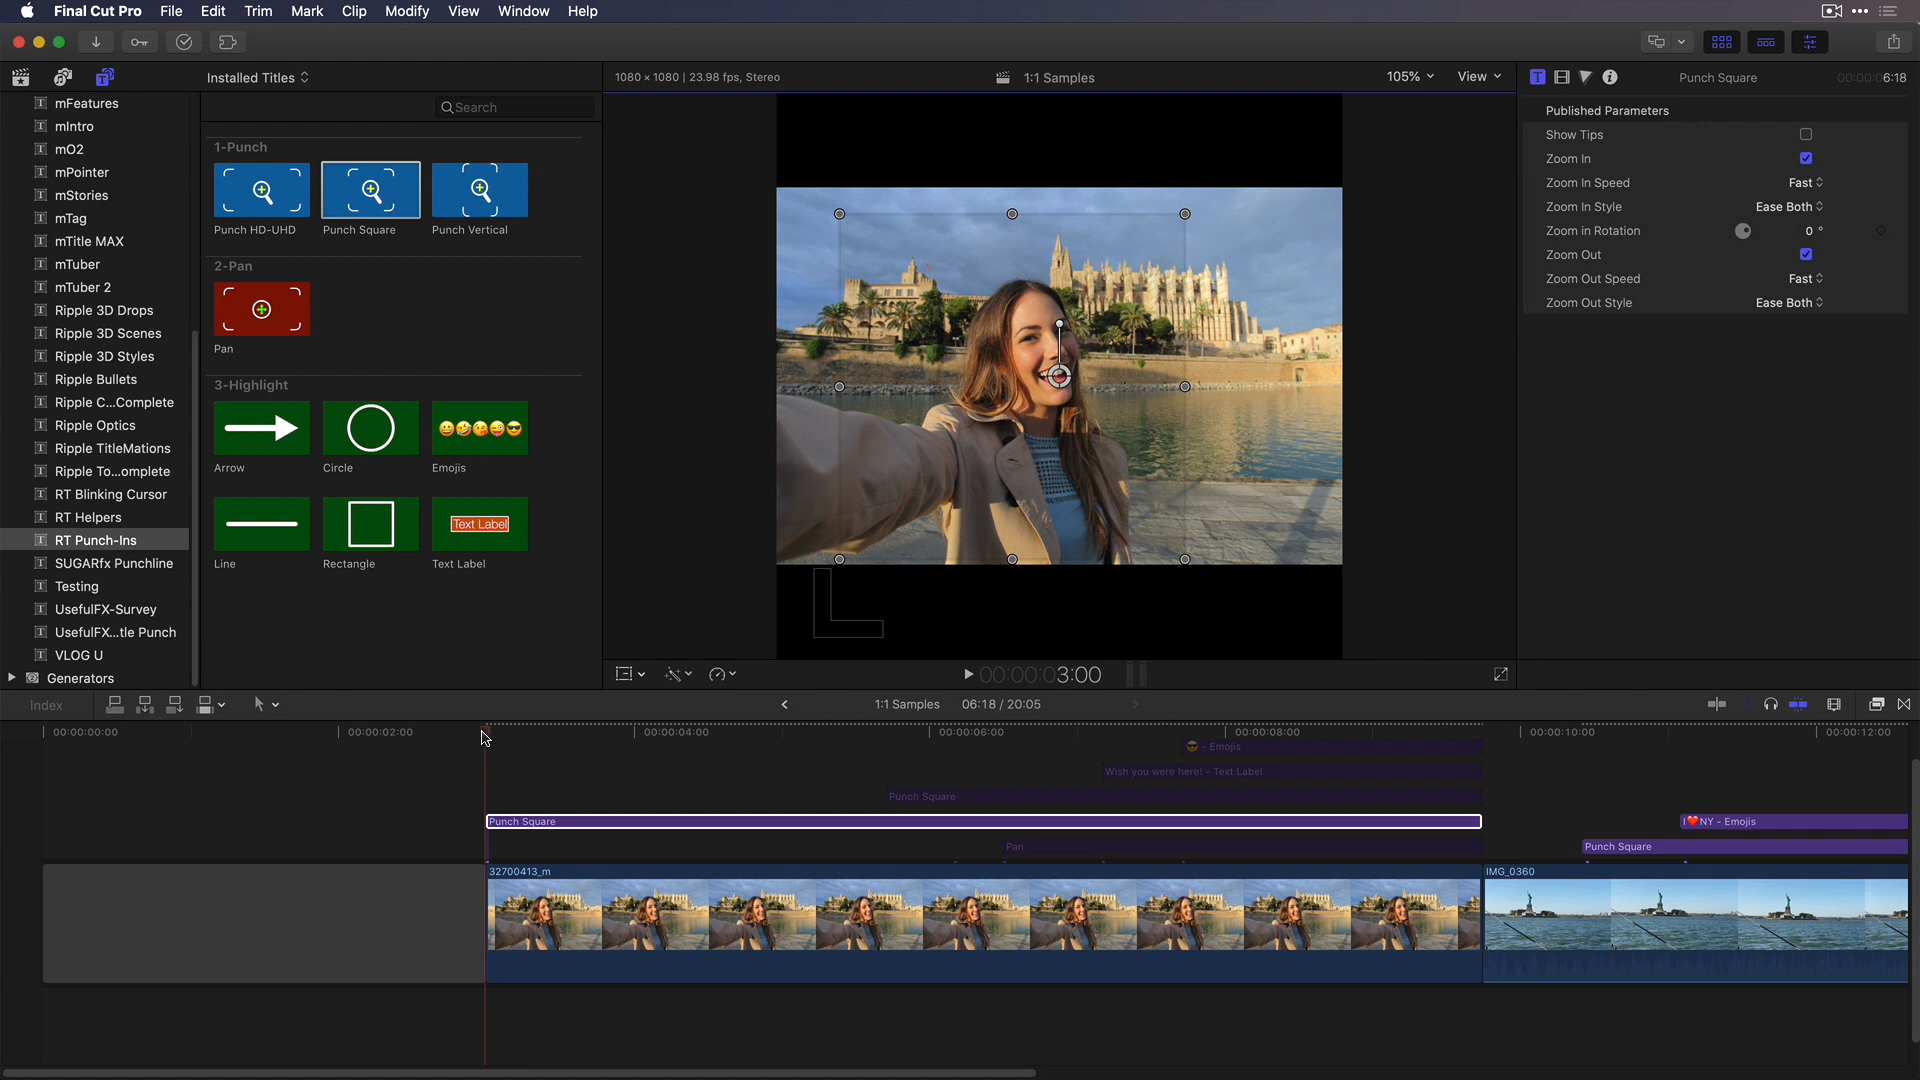 Final Cut Pro File Edit Trim Mark Clip Modify View Window Help
Installed Titles
1080 × 1080 | 23.98 fps, Stereo
1:1 Samples
105%
View
Punch Square
00:00:06:18
Search
mFeatures
mIntro
mO2
mPointer
mStories
mTag
mTitle MAX
mTuber
mTuber 2
Ripple 3D Drops
Ripple 3D Scenes
Ripple 3D Styles
Ripple Bullets
Ripple C...Complete
Ripple Optics
Ripple TitleMations
Ripple To...omplete
RT Blinking Cursor
RT Helpers
RT Punch-Ins
SUGARfx Punchline
Testing
UsefulFX-Survey
UsefulFX...tle Punch
VLOG U
Generators
1-Punch
Punch HD-UHD
Punch Square
Punch Vertical
2-Pan
Pan
3-Highlight
Arrow
Circle
Emojis
Text Label
Line
Rectangle
Text Label
Published Parameters
Show Tips
Zoom In
Zoom In Speed Fast
Zoom In Style Ease Both
Zoom in Rotation 0 °
Zoom Out
Zoom Out Speed Fast
Zoom Out Style Ease Both
00:00:03:00
Index
1:1 Samples
06:18 / 20:05
00:00:00:00
00:00:02:00
00:00:04:00
00:00:06:00
00:00:08:00
00:00:10:00
00:00:12:00
😎 - Emojis
Wish you were here! - Text Label
Punch Square
Punch Square
I❤️NY - Emojis
Pan
Punch Square
32700413_m
IMG_0360